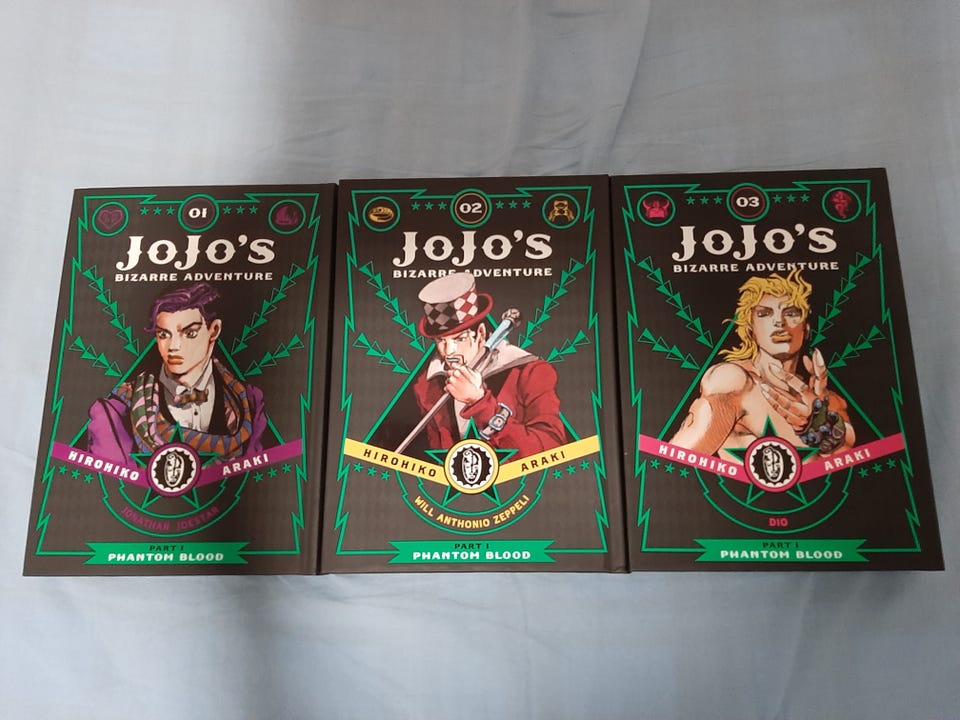 01
JOJO'S
BIZARRE ADVENTURE
HIROHIKO ARAKI
JONATHAN JOESTAR
PART 1
PHANTOM BLOOD
02
JOJO'S
BIZARRE ADVENTURE
HIROHIKO ARAKI
WILL ANTHONIO ZEPPELI
PART 1
PHANTOM BLOOD
03
JOJO'S
BIZARRE ADVENTURE
HIROHIKO ARAKI
DIO
PART 1
PHANTOM BLOOD